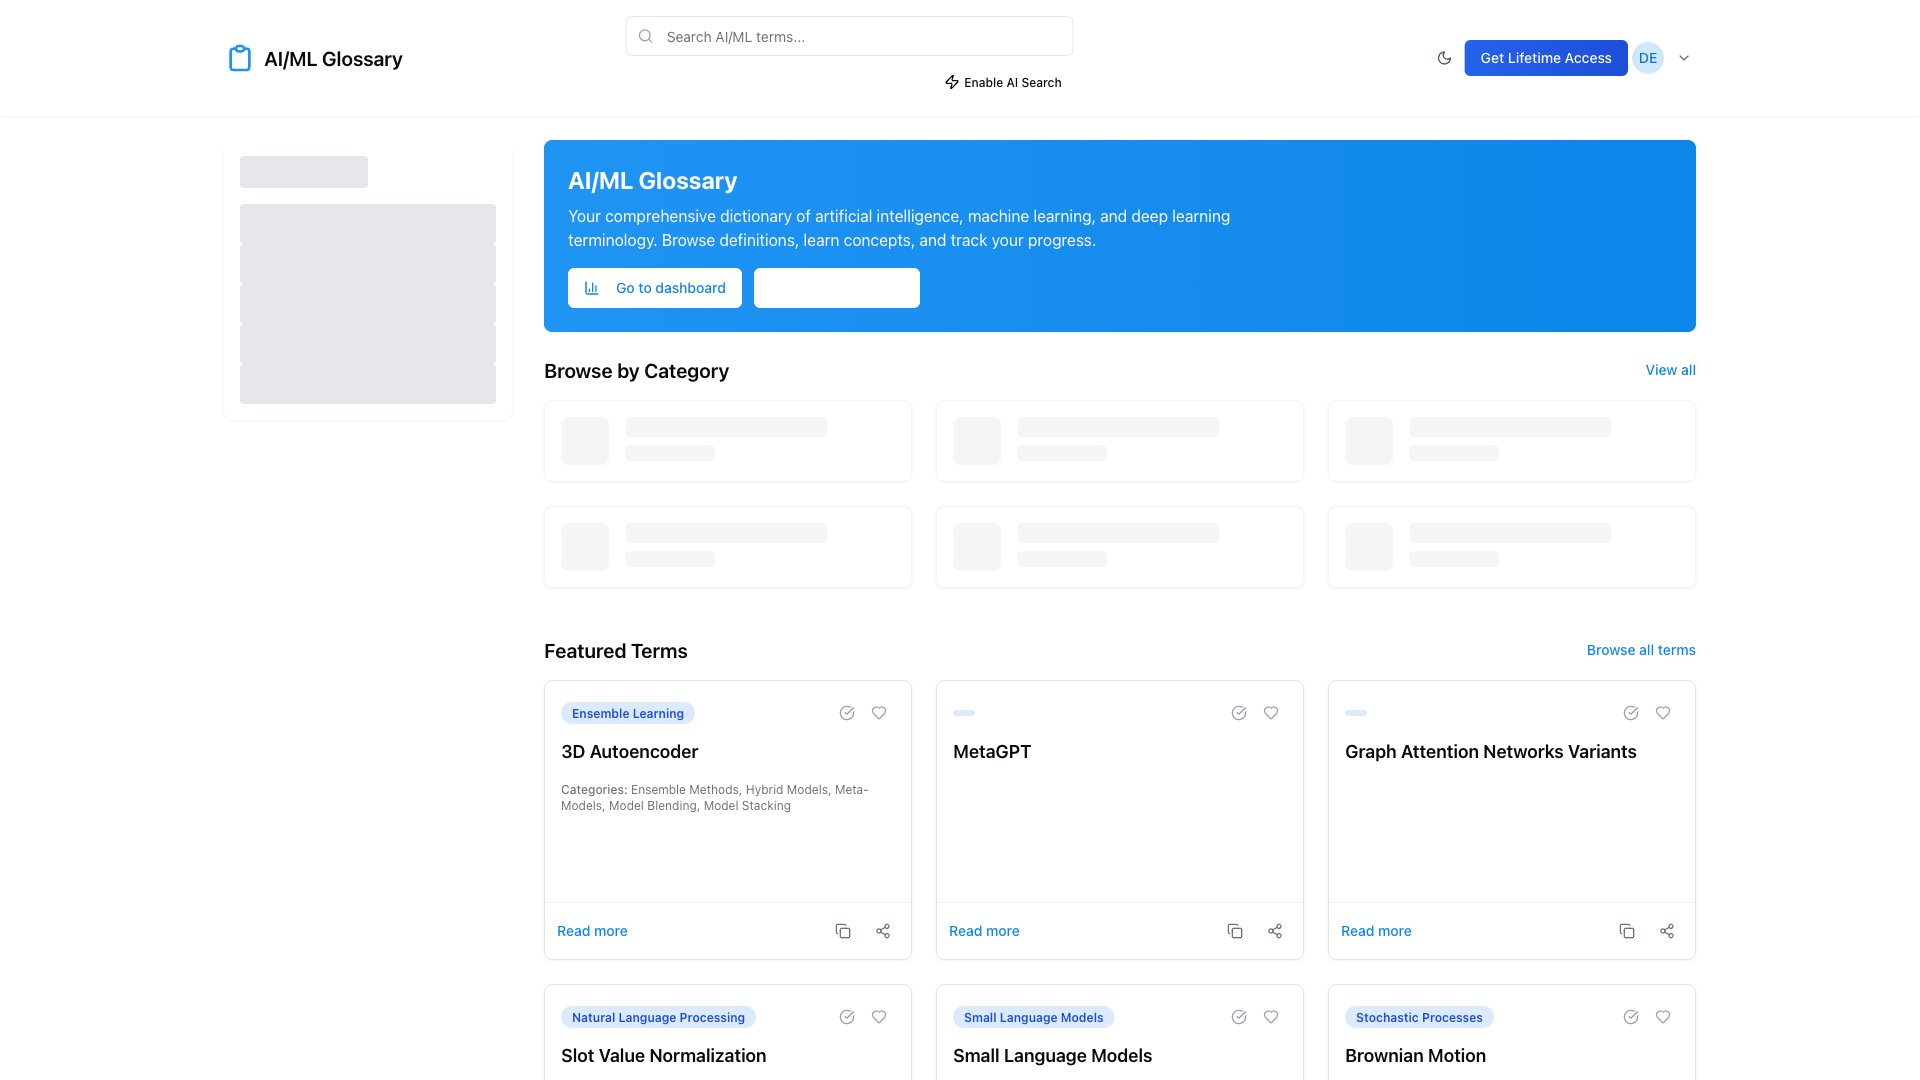 AI/ML Glossary
Search AI/ML terms...
Enable AI Search
Get Lifetime Access
DE
AI/ML Glossary
Your comprehensive dictionary of artificial intelligence, machine learning, and deep learning
terminology. Browse definitions, learn concepts, and track your progress.
Go to dashboard
Browse by Category
View all
Featured Terms
Browse all terms
Ensemble Learning
3D Autoencoder
Categories: Ensemble Methods, Hybrid Models, Meta-
Models, Model Blending, Model Stacking
Read more
MetaGPT
Read more
Graph Attention Networks Variants
Read more
Natural Language Processing
Slot Value Normalization
Small Language Models
Small Language Models
Stochastic Processes
Brownian Motion